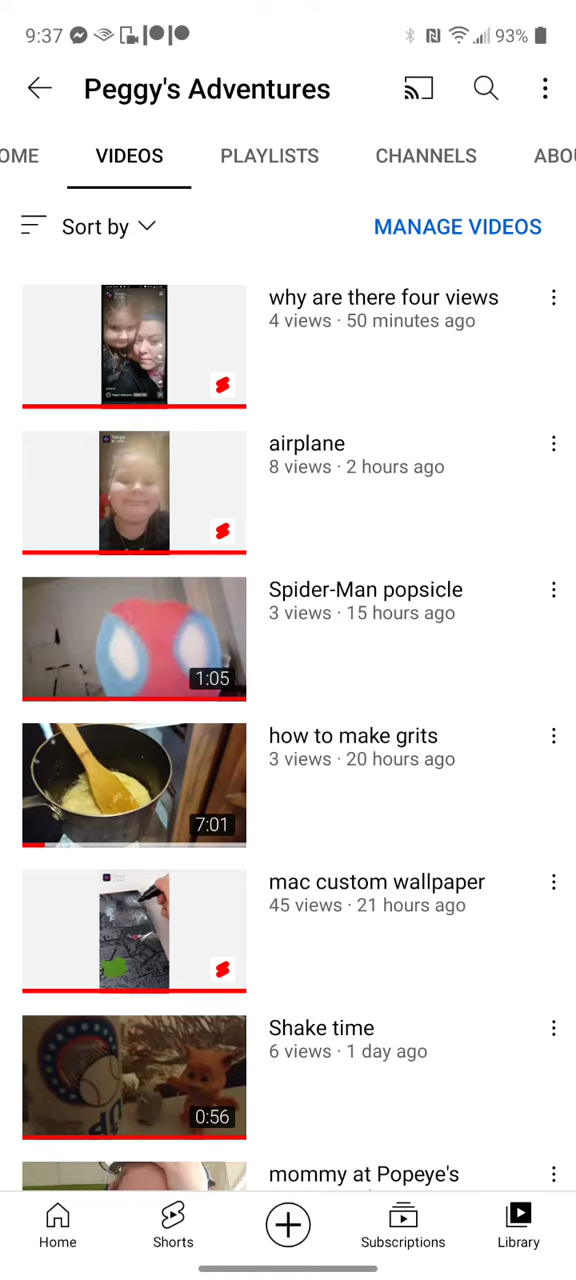 9:37
93%
Peggy's Adventures
OME VIDEOS PLAYLISTS CHANNELS ABOU
Sort by MANAGE VIDEOS
why are there four views
4 views · 50 minutes ago
airplane
8 views · 2 hours ago
Spider-Man popsicle
3 views · 15 hours ago
1:05
how to make grits
3 views · 20 hours ago
7:01
mac custom wallpaper
45 views · 21 hours ago
Shake time
6 views · 1 day ago
0:56
mommy at Popeye's
Home Shorts Subscriptions Library